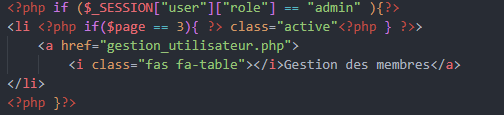 <?php if ($_SESSION["user"]["role"] == "admin" ){?>
<li <?php if($page == 3){ ?> class="active"<?php } ?>>
<a href="gestion_utilisateur.php">
<i class="fas fa-table"></i>Gestion des membres</a>
</li>
<?php }?>